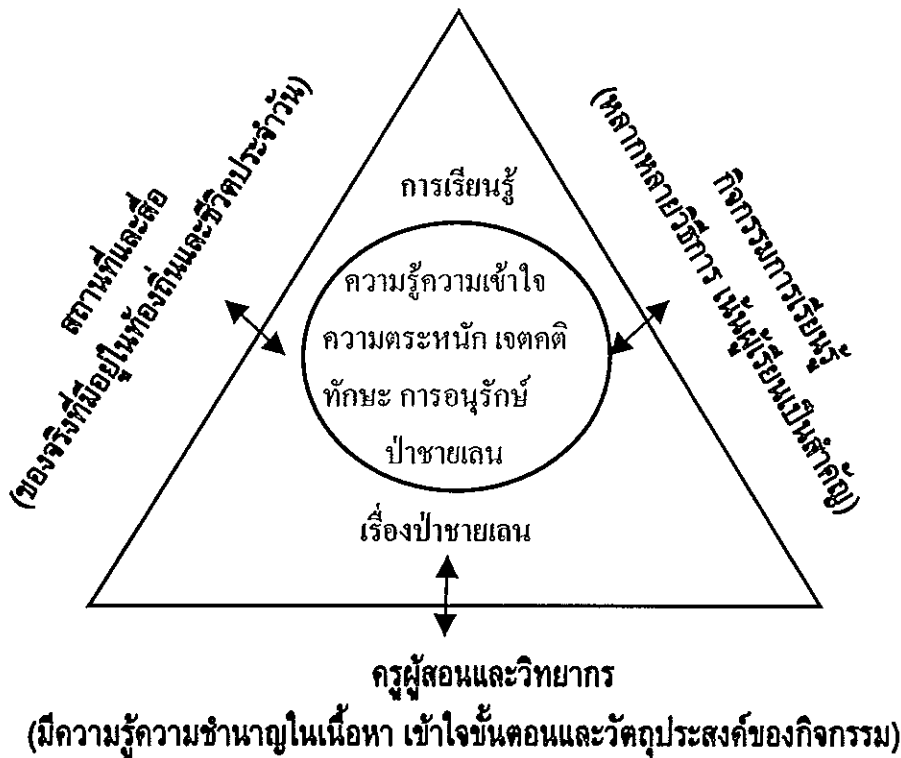 การเรียนรู้
ความรู้ความเข้าใจ
ความตระหนัก เจตคติ
ทักษะ การอนุรักษ์
ป่าชายเลน
เรื่องป่าชายเลน
สถานที่และสื่อ
(ของจริงที่มีอยู่ในท้องถิ่นและชีวิตประจำวัน)
กิจกรรมการเรียนรู้
(หลากหลายวิธีการ เน้นผู้เรียนเป็นสำคัญ)
ครูผู้สอนและวิทยากร
(มีความรู้ความชำนาญในเนื้อหา เข้าใจขั้นตอนและวัตถุประสงค์ของกิจกรรม)